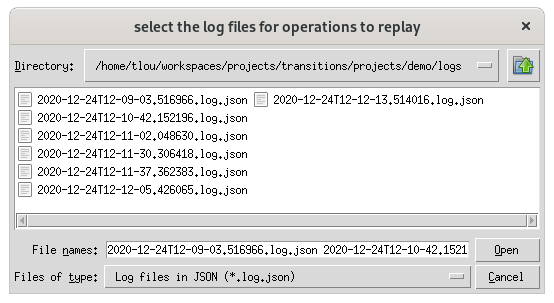 select the log files for operations to replay
Directory: /home/tlou/workspaces/projects/transitions/projects/demo/logs
2020-12-24T12-09-03.516966.log.json 2020-12-24T12-12-13.514016.log.json
2020-12-24T12-10-42.152196.log.json
2020-12-24T12-11-02.048630.log.json
2020-12-24T12-11-30.306418.log.json
2020-12-24T12-11-37.362383.log.json
2020-12-24T12-12-05.426065.log.json
File names: 2020-12-24T12-09-03.516966.log.json 2020-12-24T12-10-42.1521 Open
Files of type: Log files in JSON (*.log.json) Cancel